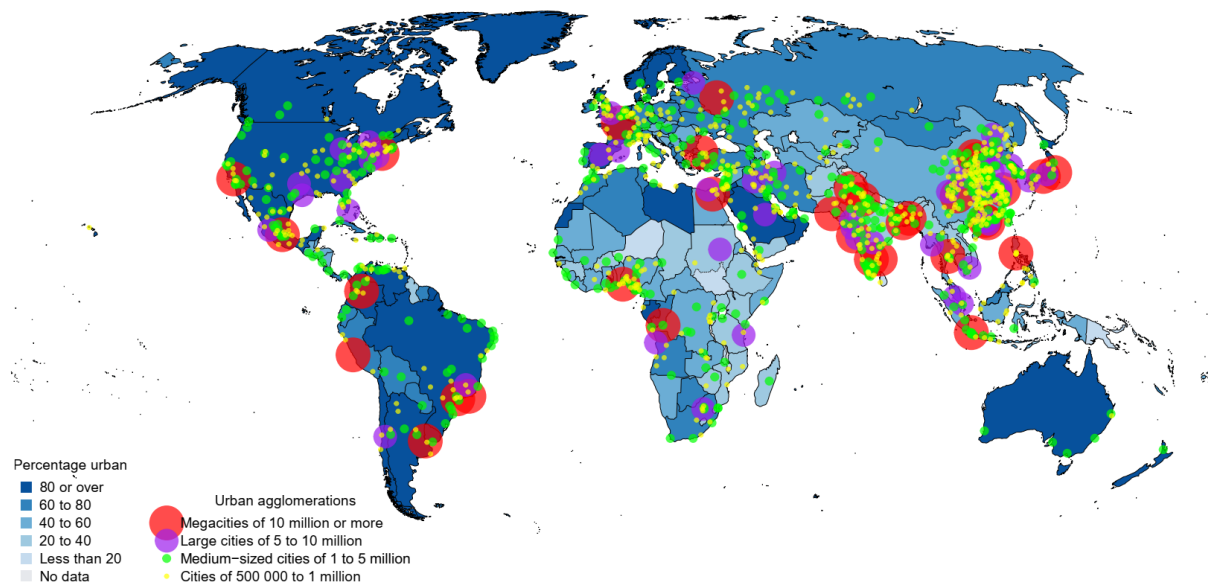 Percentage urban
80 or over
60 to 80
40 to 60
20 to 40
Less than 20
No data
Urban agglomerations
Megacities of 10 million or more
Large cities of 5 to 10 million
Medium−sized cities of 1 to 5 million
Cities of 500 000 to 1 million